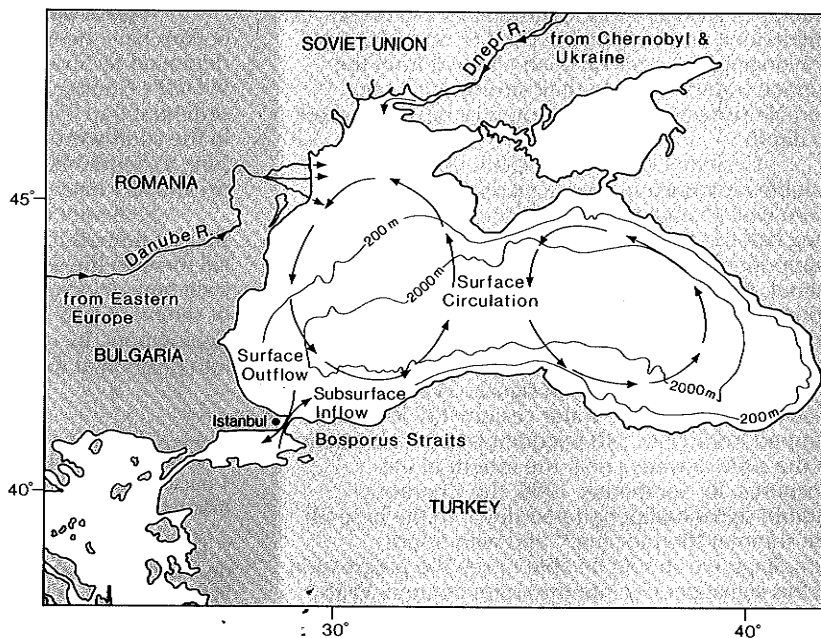 SOVIET UNION
Dnepr R.
from Chernobyl &
Ukraine
ROMANIA
45°
Danube R.
200m
2000m
from Eastern
Europe
Surface
Circulation
BULGARIA
Surface
Outflow
Subsurface
Inflow
2000m
200m
Istanbul
Bosporus Straits
40°
TURKEY
30°
40°